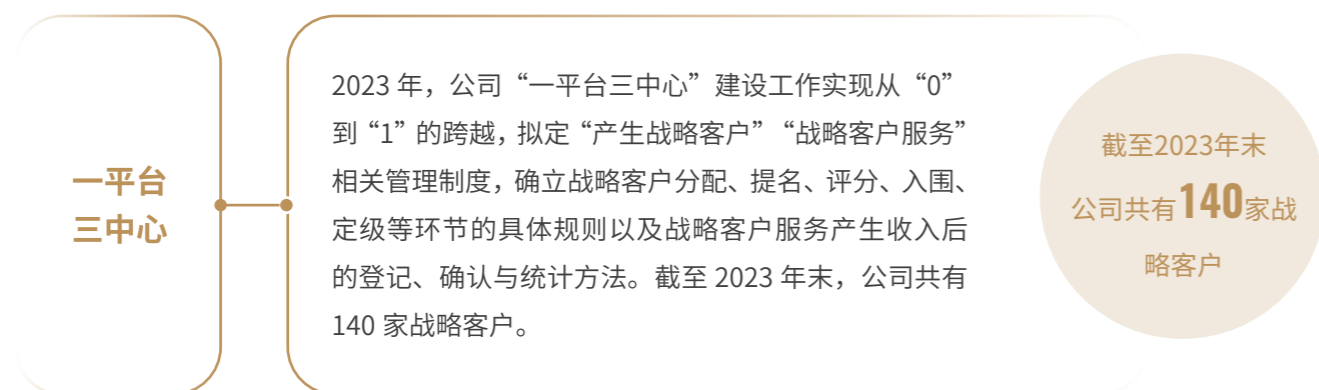 一平台
三中心
2023 年，公司“一平台三中心”建设工作实现从“0”
到“1”的跨越，拟定“产生战略客户”“战略客户服务”
相关管理制度，确立战略客户分配、提名、评分、入围、
定级等环节的具体规则以及战略客户服务产生收入后
的登记、确认与统计方法。截至 2023 年末，公司共有
140 家战略客户。
截至2023年末
公司共有140家战
略客户